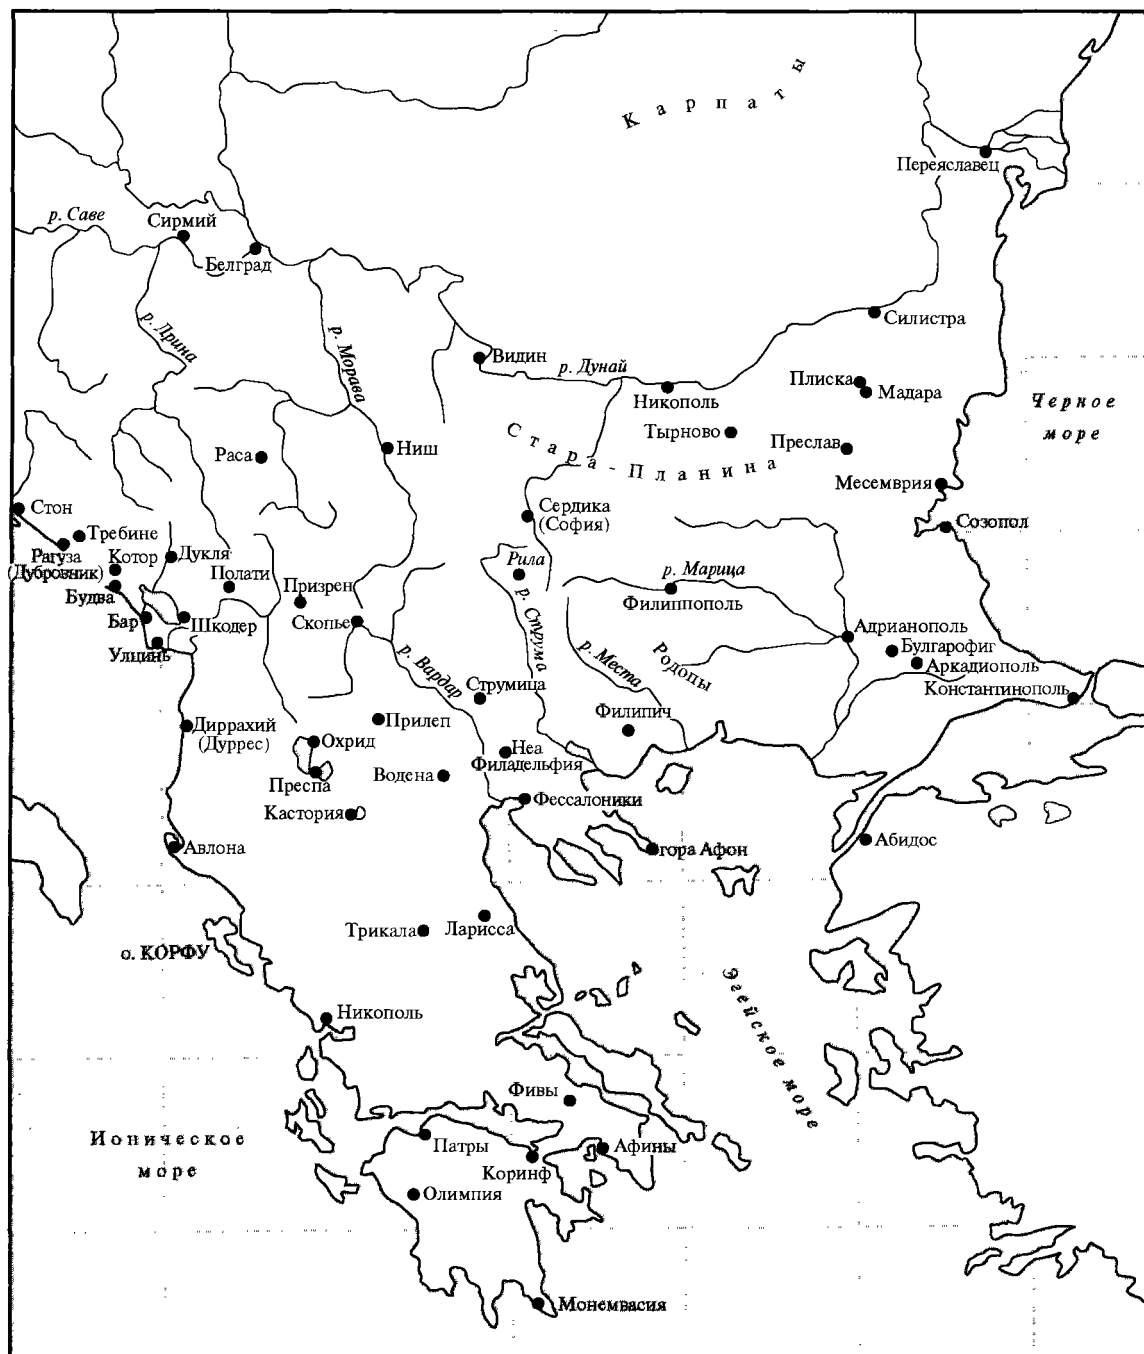 Карпаты
Переяславец
р. Саве
Сирмий
Белград
р. Дрина
р. Морава
Силистра
Видин
р. Дунай
Никополь
Плиска
Мадара
Черное
море
Тырново
Преслав
Стара-Планина
Раса
Ниш
Месемврия
Стон
Сердика
(София)
Созопол
Требине
Рагуза
(Дубровник)
Котор
Дукля
Будва
Полати
Призрен
Рила
р. Струма
р. Марица
Филиппополь
Бар
Шкодер
Скопье
Улцинь
Адрианополь
Булгарофиг
Аркадиополь
Константинополь
р. Вардар
р. Места
Родопы
Струмица
Филипич
Диррахий
(Дуррес)
Прилеп
Охрид
Неа
Филадельфия
Преспа
Водена
Кастория
Фессалоники
Авлона
гора Афон
Абидос
Трикала
Ларисса
о. КОРФУ
Эгейское море
Никополь
Фивы
Ионическое
море
Патры
Коринф
Афины
Олимпия
Монемвасия